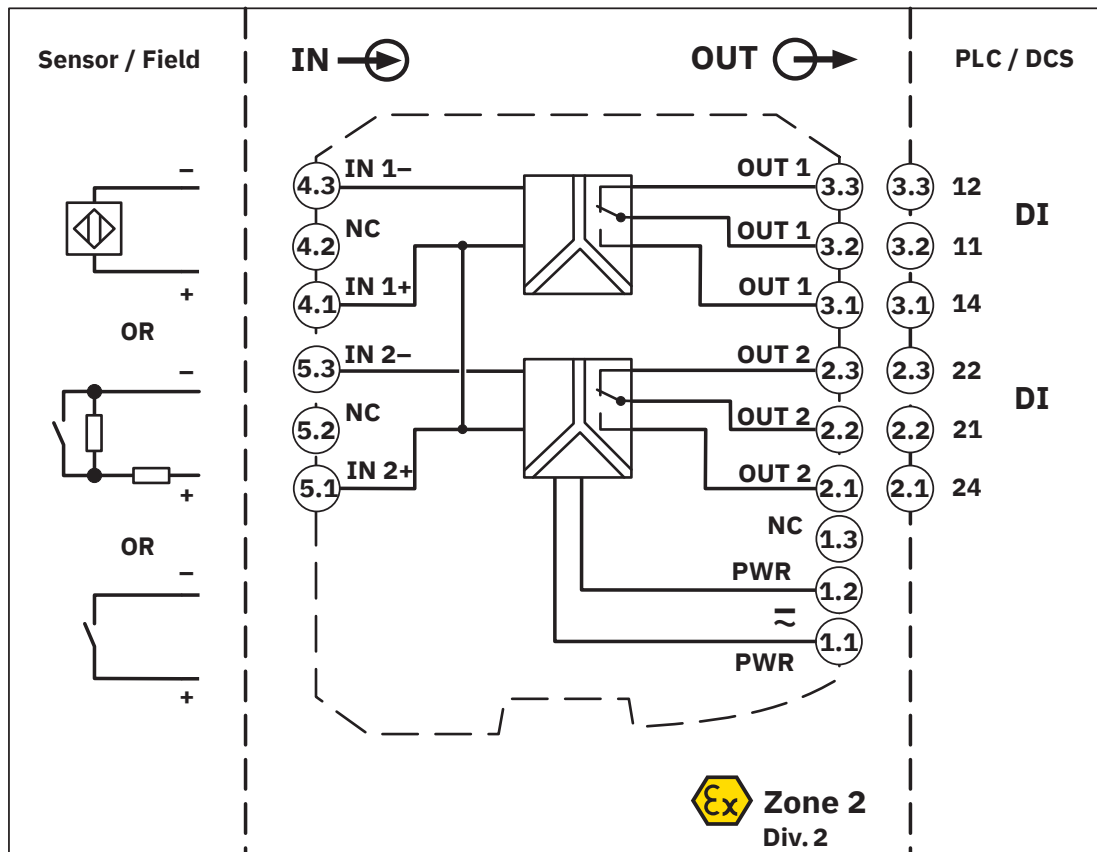 Sensor / Field
IN
OUT
PLC / DCS
−
+
OR
−
+
OR
−
+
4.3 IN 1–
4.2 NC
4.1 IN 1+
5.3 IN 2–
5.2 NC
5.1 IN 2+
OUT 1 3.3
OUT 1 3.2
OUT 1 3.1
OUT 2 2.3
OUT 2 2.2
OUT 2 2.1
NC 1.3
PWR 1.2
1.1
PWR
3.3 12
3.2 11
3.1 14
DI
2.3 22
2.2 21
2.1 24
DI
Ex Zone 2
Div. 2